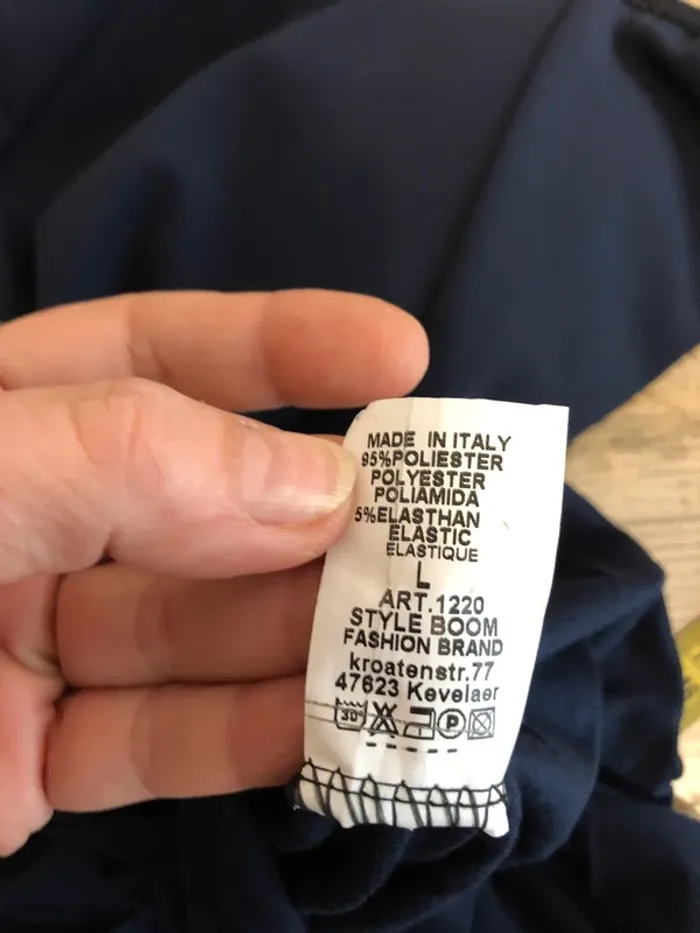 MADE IN ITALY
95%POLIESTER
POLYESTER
POLIAMIDA
5%ELASTHAN
ELASTIC
ELASTIQUE
L
ART.1220
STYLE BOOM
FASHION BRAND
kroatenstr.77
47623 Kevelaer
30° P